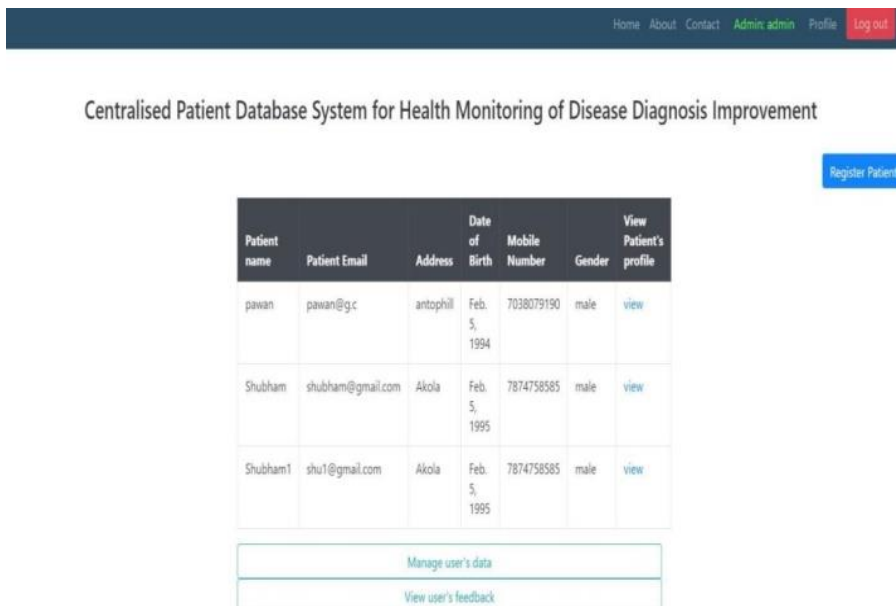 Home About Contact Admin: admin Profile Log out
Centralised Patient Database System for Health Monitoring of Disease Diagnosis Improvement
Register Patient
Patient name Patient Email Address Date of Birth Mobile Number Gender View Patient's profile
pawan pawan@g.c antophill Feb. 5, 1994 7038079190 male view
Shubham shubham@gmail.com Akola Feb. 5, 1995 7874758585 male view
Shubham1 shu1@gmail.com Akola Feb. 5, 1995 7874758585 male view
Manage user's data
View user's feedback